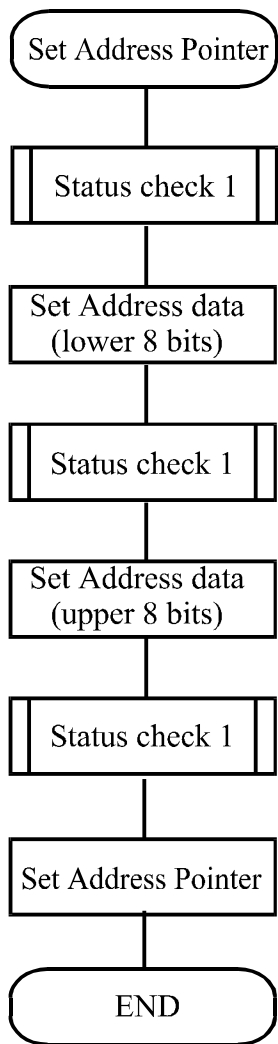 Set Address Pointer
Status check 1
Set Address data
(lower 8 bits)
Status check 1
Set Address data
(upper 8 bits)
Status check 1
Set Address Pointer
END